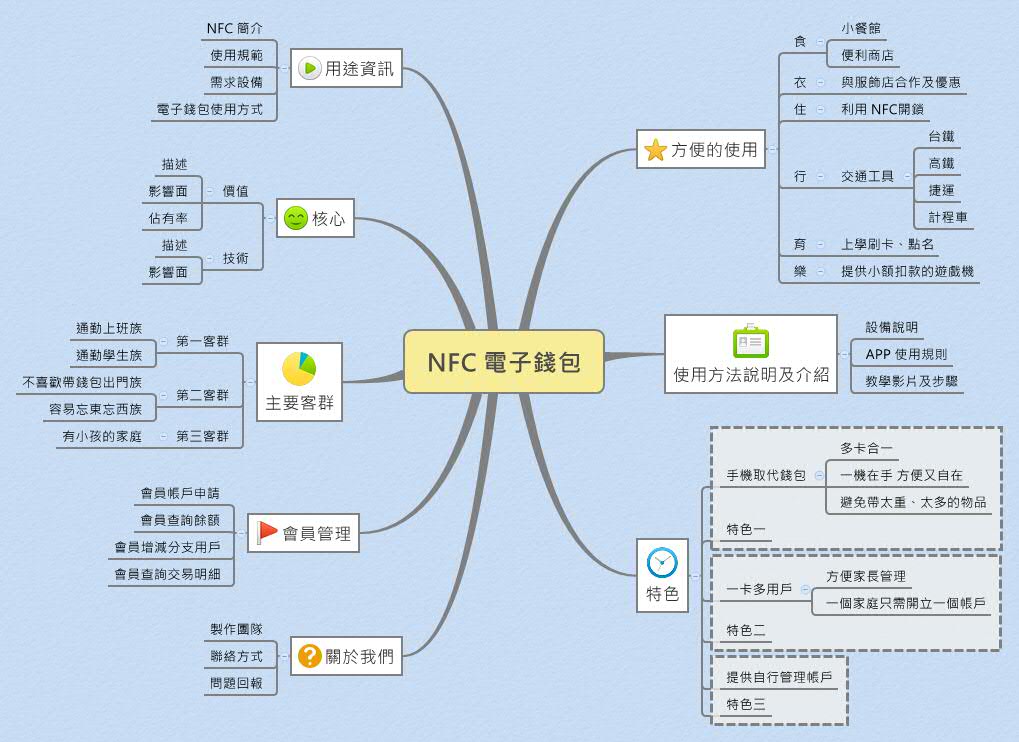 NFC 電子錢包
用途資訊
NFC 簡介
使用規範
需求設備
電子錢包使用方式
核心
價值
描述
影響面
佔有率
技術
描述
影響面
主要客群
第一客群
通勤上班族
通勤學生族
第二客群
不喜歡帶錢包出門族
容易忘東忘西族
第三客群
有小孩的家庭
會員管理
會員帳戶申請
會員查詢餘額
會員增減分支用戶
會員查詢交易明細
關於我們
製作團隊
聯絡方式
問題回報
方便的使用
食
小餐館
便利商店
衣
與服飾店合作及優惠
住
利用 NFC開鎖
行
交通工具
台鐵
高鐵
捷運
計程車
育
上學刷卡、點名
樂
提供小額扣款的遊戲機
使用方法說明及介紹
設備說明
APP 使用規則
教學影片及步驟
特色
手機取代錢包
多卡合一
一機在手 方便又自在
避免帶太重、太多的物品
特色一
一卡多用戶
方便家長管理
一個家庭只需開立一個帳戶
特色二
提供自行管理帳戶
特色三